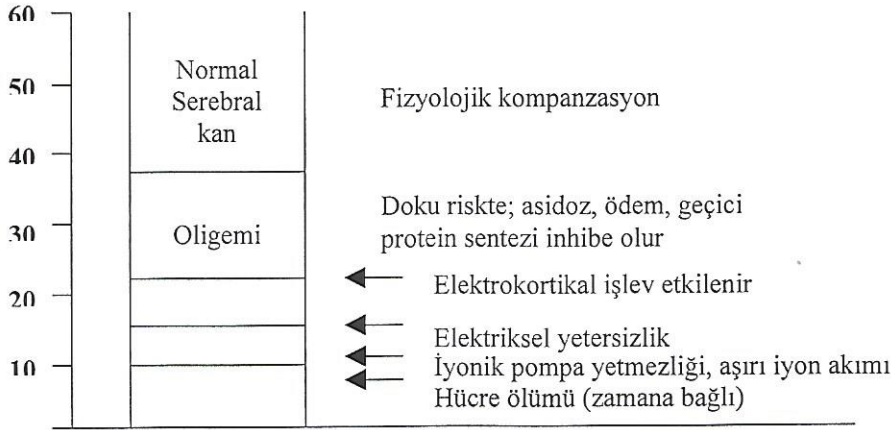 60
50
40
30
20
10
Normal
Serebral
kan
Fizyolojik kompanzasyon
Oligemi
Doku riskte; asidoz, ödem, geçici
protein sentezi inhibe olur
Elektrokortikal işlev etkilenir
Elektriksel yetersizlik
İyonik pompa yetmezliği, aşırı iyon akımı
Hücre ölümü (zamana bağlı)